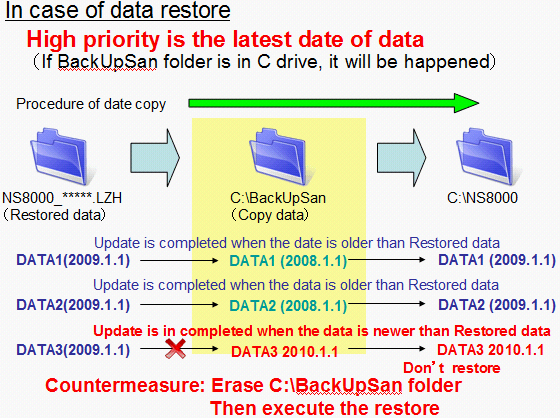 In case of data restore
High priority is the latest date of data
(If BackUpSan folder is in C drive, it will be happened)
Procedure of date copy
NS8000_*****.LZH
(Restored data)
C:\BackUpSan
(Copy data)
C:\NS8000
Update is completed when the date is older than Restored data
DATA1(2009.1.1) DATA1 (2008.1.1) DATA1 (2009.1.1)
Update is completed when the date is older than Restored data
DATA2(2009.1.1) DATA2 (2008.1.1) DATA2 (2009.1.1)
Update is in completed when the data is newer than Restored data
DATA3(2009.1.1) DATA3 2010.1.1 DATA3 2010.1.1
Don't restore
Countermeasure: Erase C:\BackUpSan folder
Then execute the restore